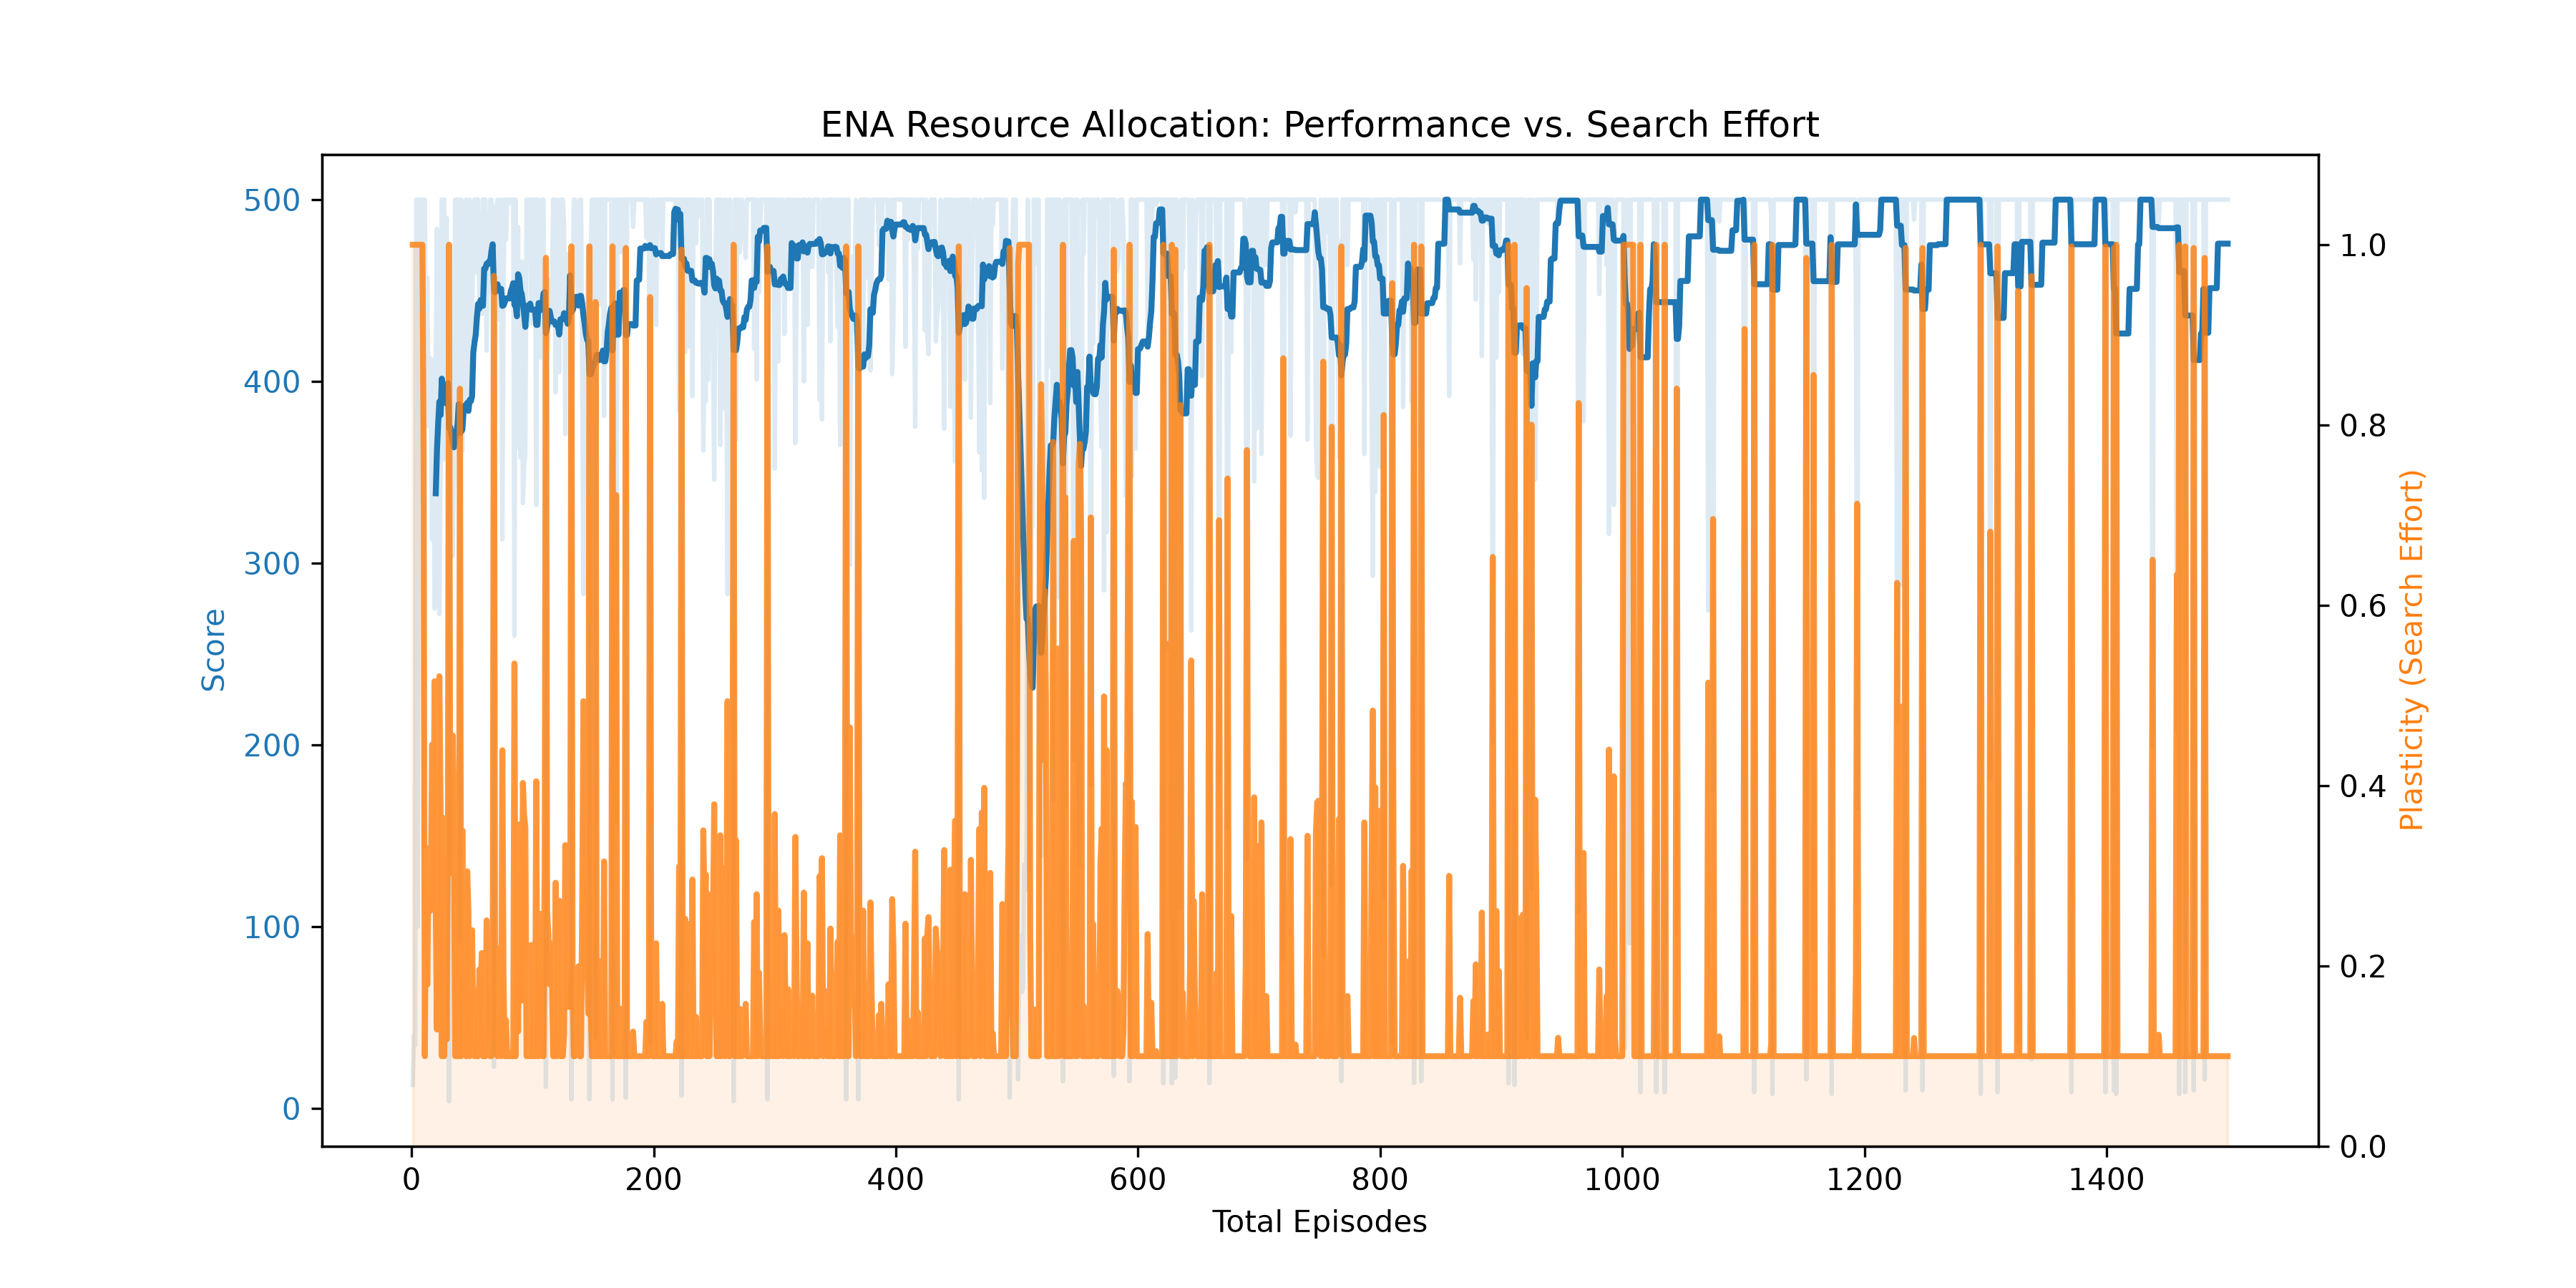 ENA Resource Allocation: Performance vs. Search Effort
500
400
300
200
100
0
Score
1.0
0.8
0.6
0.4
0.2
0.0
Plasticity (Search Effort)
0 200 400 600 800 1000 1200 1400
Total Episodes